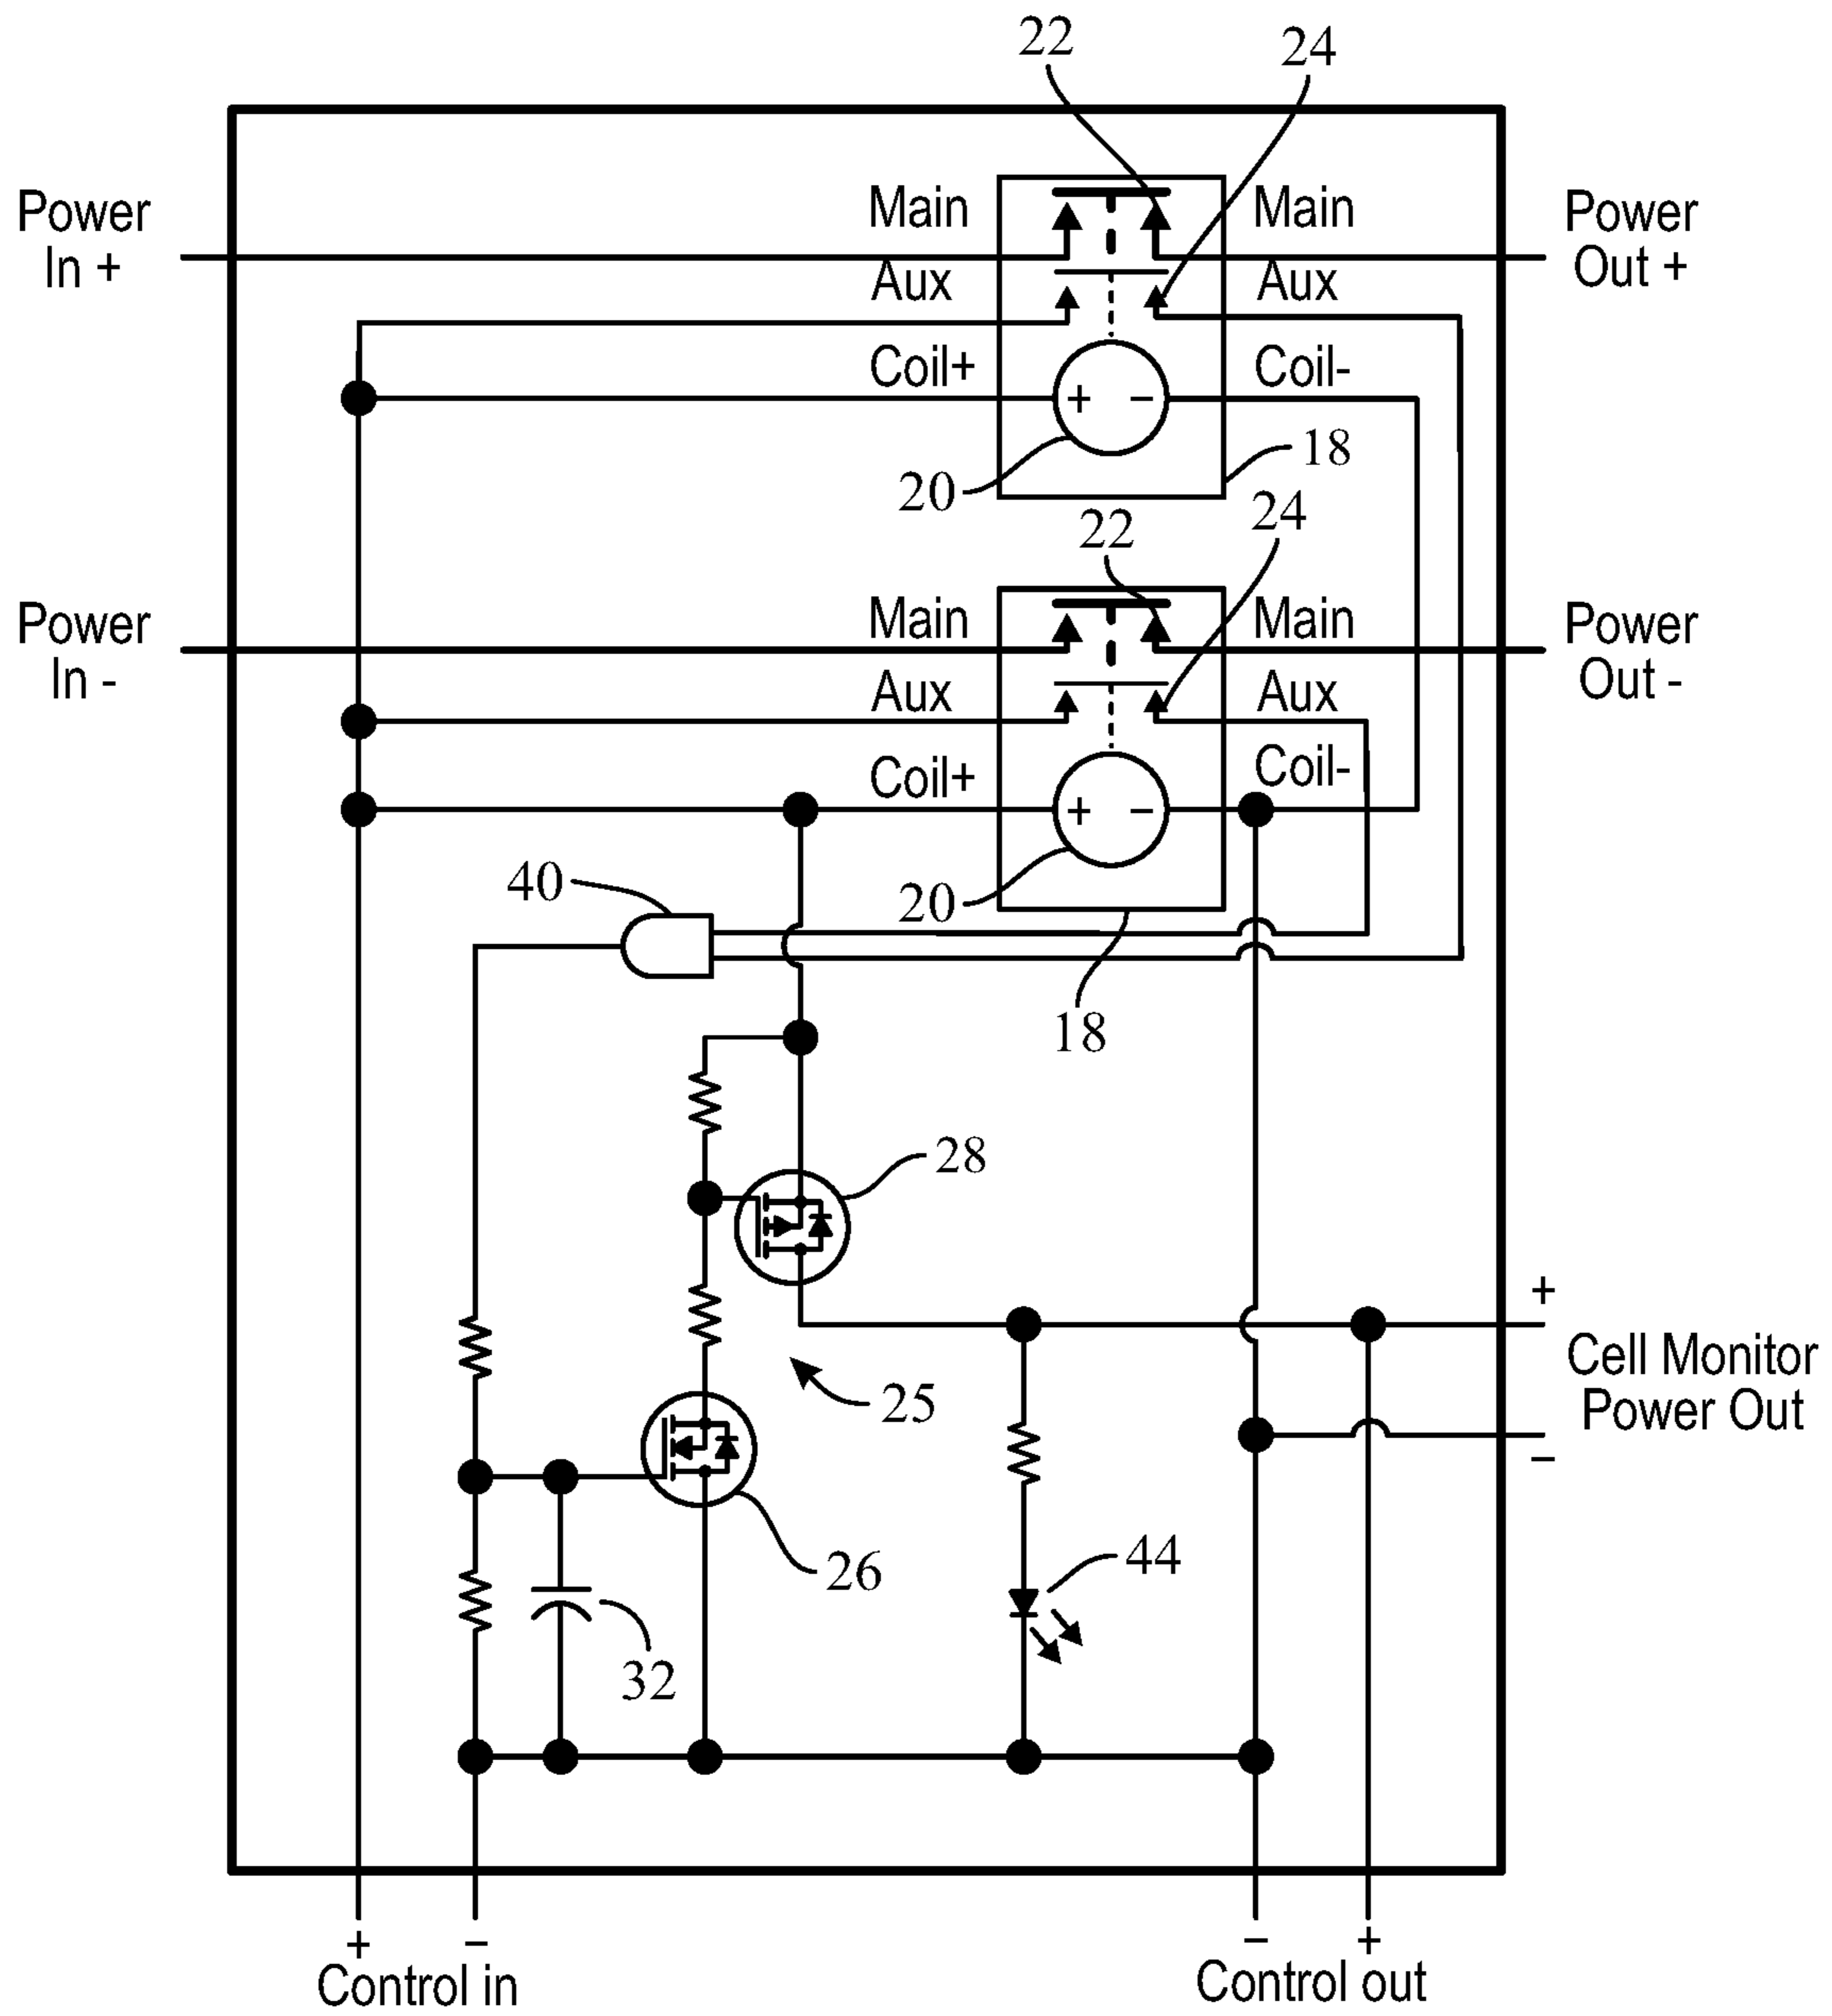 22
24
Power
In +
Main
Main
Power
Out +
Aux
Aux
Coil+
Coil-
+ −
20
18
22
24
Power
In -
Main
Main
Power
Out -
Aux
Aux
Coil+
Coil-
+ −
40
20
18
28
+
Cell Monitor
Power Out
−
25
26
44
32
+ −
Control in
− +
Control out